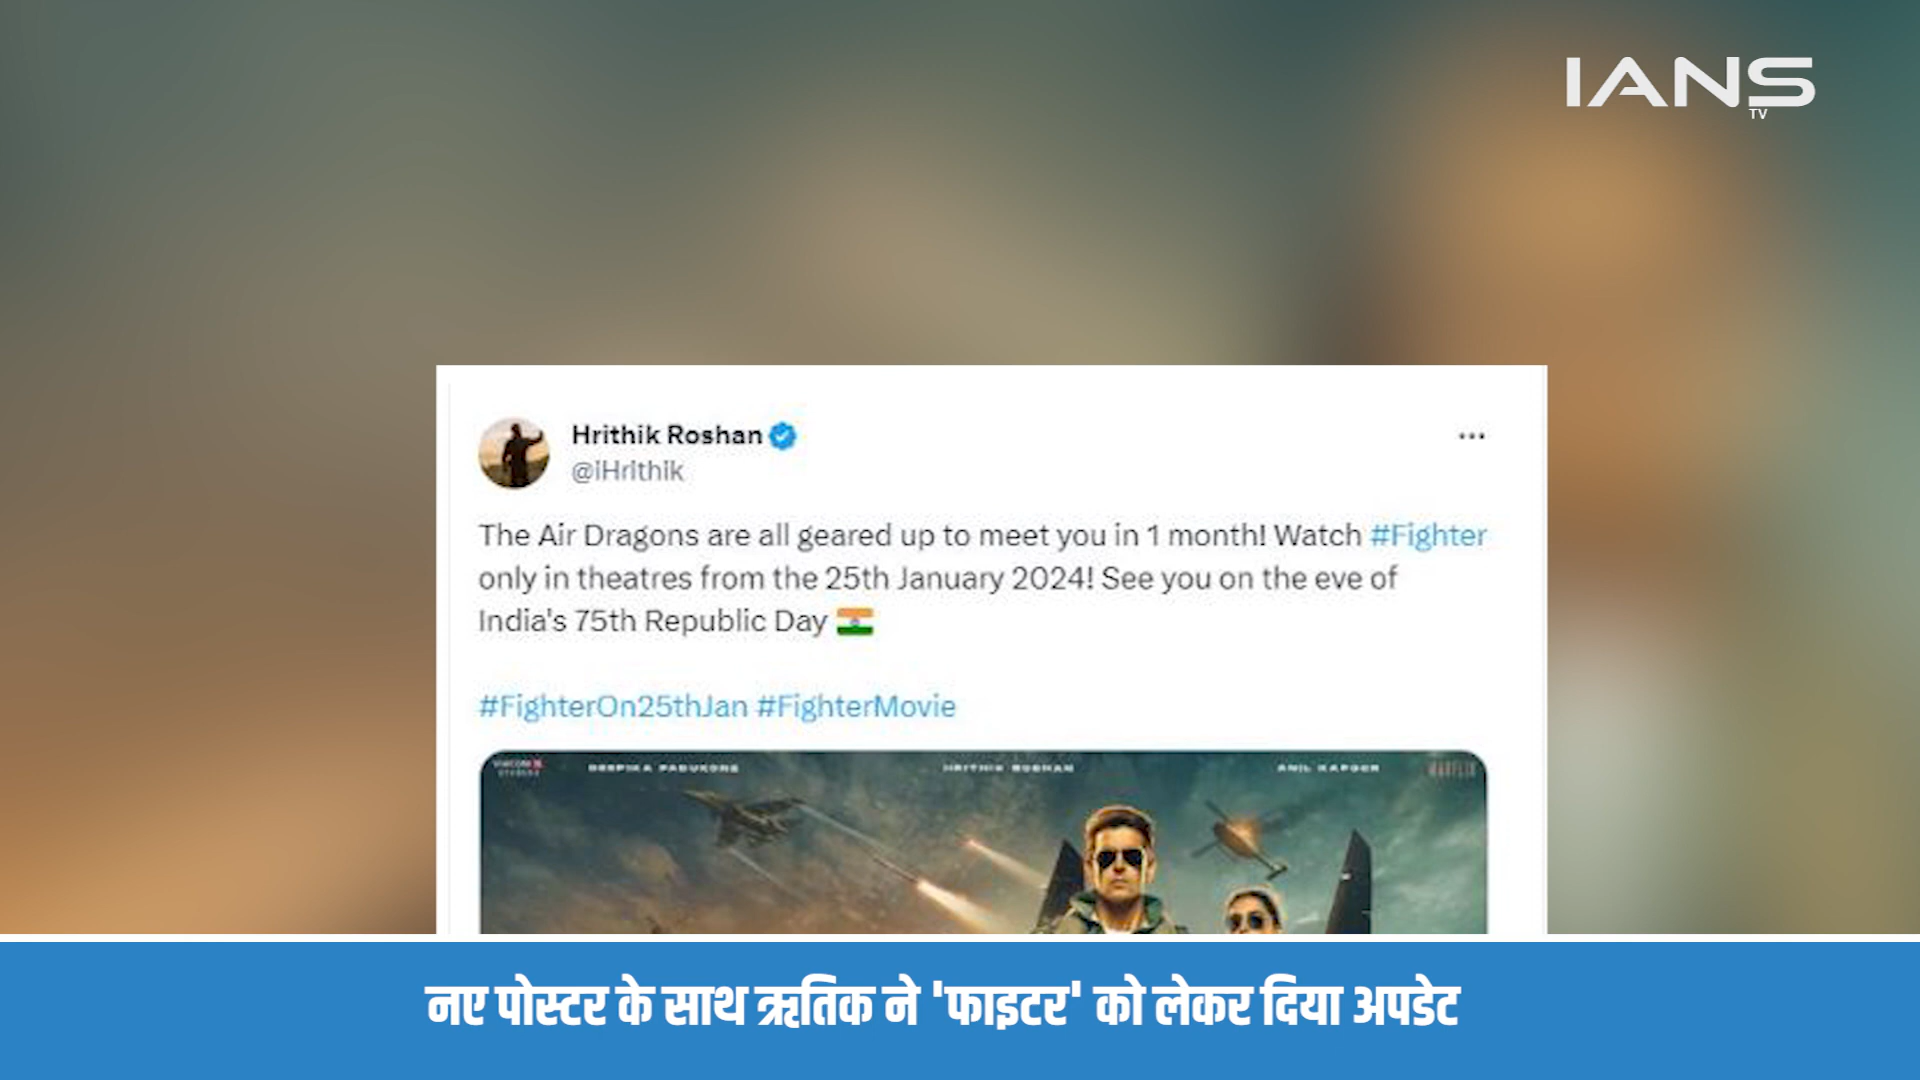 IANS
TV
Hrithik Roshan
@iHrithik
The Air Dragons are all geared up to meet you in 1 month! Watch #Fighter
only in theatres from the 25th January 2024! See you on the eve of
India's 75th Republic Day
#FighterOn25thJan #FighterMovie
DEEPIKA PADUKONE HRITHIK ROSHAN ANIL KAPOOR
नए पोस्टर के साथ ऋतिक ने 'फाइटर' को लेकर दिया अपडेट